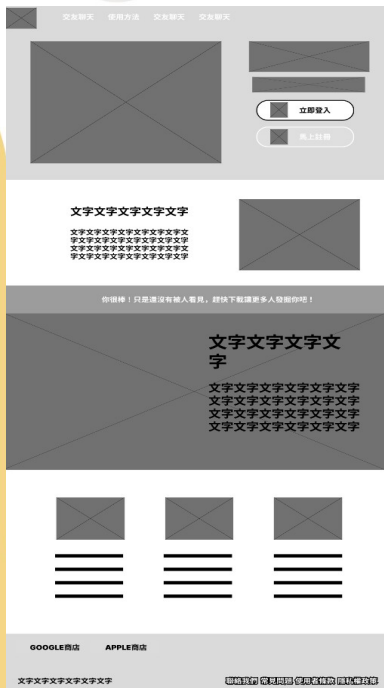 交友聊天 使用方法 交友聊天 交友聊天
立即登入
馬上註冊
文字文字文字文字文字
文字文字文字文字文字文字文
字文字文字文字文字文字文字
文字文字文字文字文字文字文
字文字文字文字文字文字文字
你很棒！只是還沒有被人看見，趕快下載讓更多人發掘你吧！
文字文字文字文
字
文字文字文字文字文字文字
文字文字文字文字文字文字
文字文字文字文字文字文字
文字文字文字文字文字文字
GOOGLE商店 APPLE商店
文字文字文字文字文字文字
聯絡我們 常見問題 使用者條款 隱私權政策